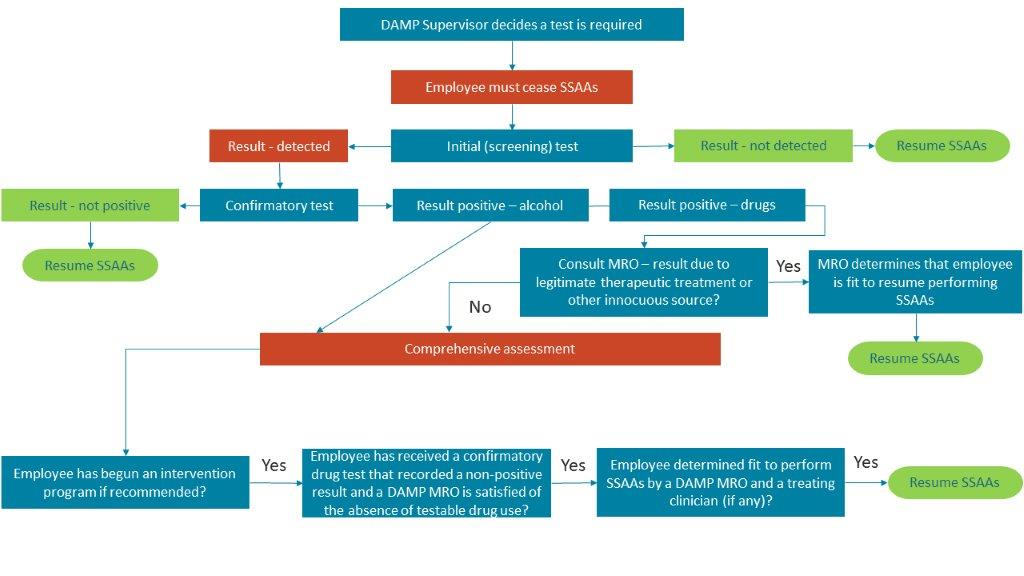 DAMP Supervisor decides a test is required
Employee must cease SSAAs
Result - detected
Initial (screening) test
Result - not detected
Resume SSAAs
Result - not positive
Confirmatory test
Result positive – alcohol
Result positive – drugs
Resume SSAAs
Consult MRO – result due to
legitimate therapeutic treatment or
other innocuous source?
Yes
MRO determines that employee
is fit to resume performing
SSAAs
No
Comprehensive assessment
Resume SSAAs
Employee has begun an intervention
program if recommended?
Yes
Employee has received a confirmatory
drug test that recorded a non-positive
result and a DAMP MRO is satisfied of
the absence of testable drug use?
Yes
Employee determined fit to perform
SSAAs by a DAMP MRO and a treating
clinician (if any)?
Yes
Resume SSAAs